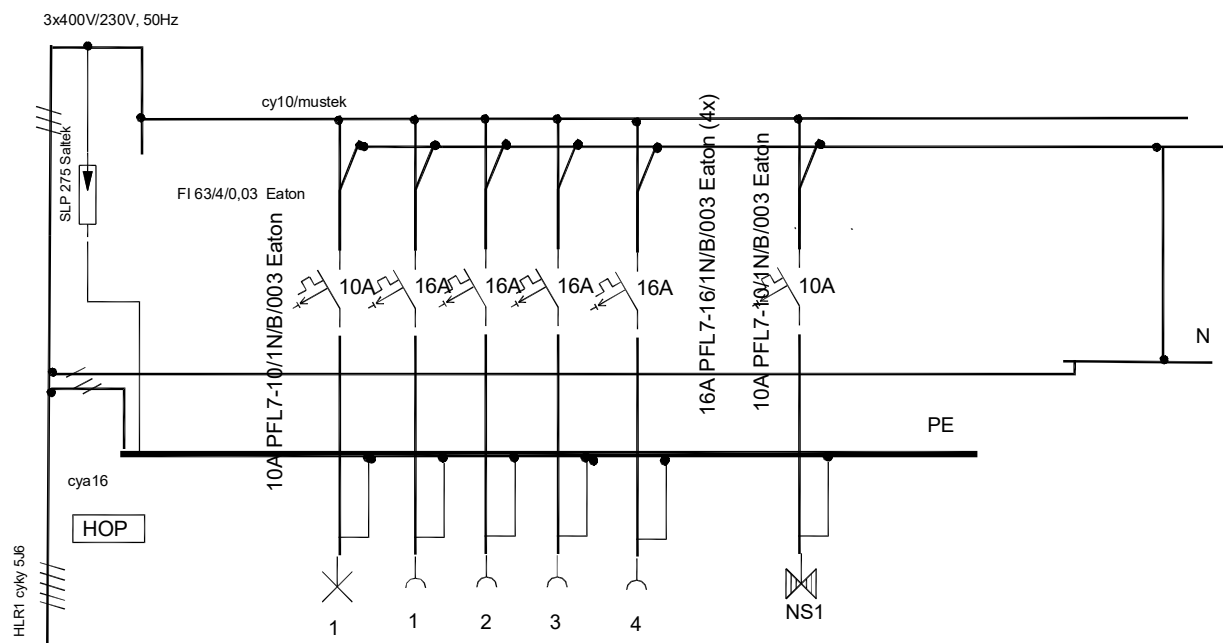 3x400V/230V, 50Hz
cy10/mustek
SLP 275 Saltek
FI 63/4/0,03 Eaton
10A PFL7-10/1N/B/003 Eaton
10A
16A
16A
16A
16A
16A PFL7-16/1N/B/003 Eaton (4x)
10A PFL7-10/1N/B/003 Eaton
10A
N
PE
cya16
HOP
HLR1 cyky 5J6
1
1
2
3
4
NS1